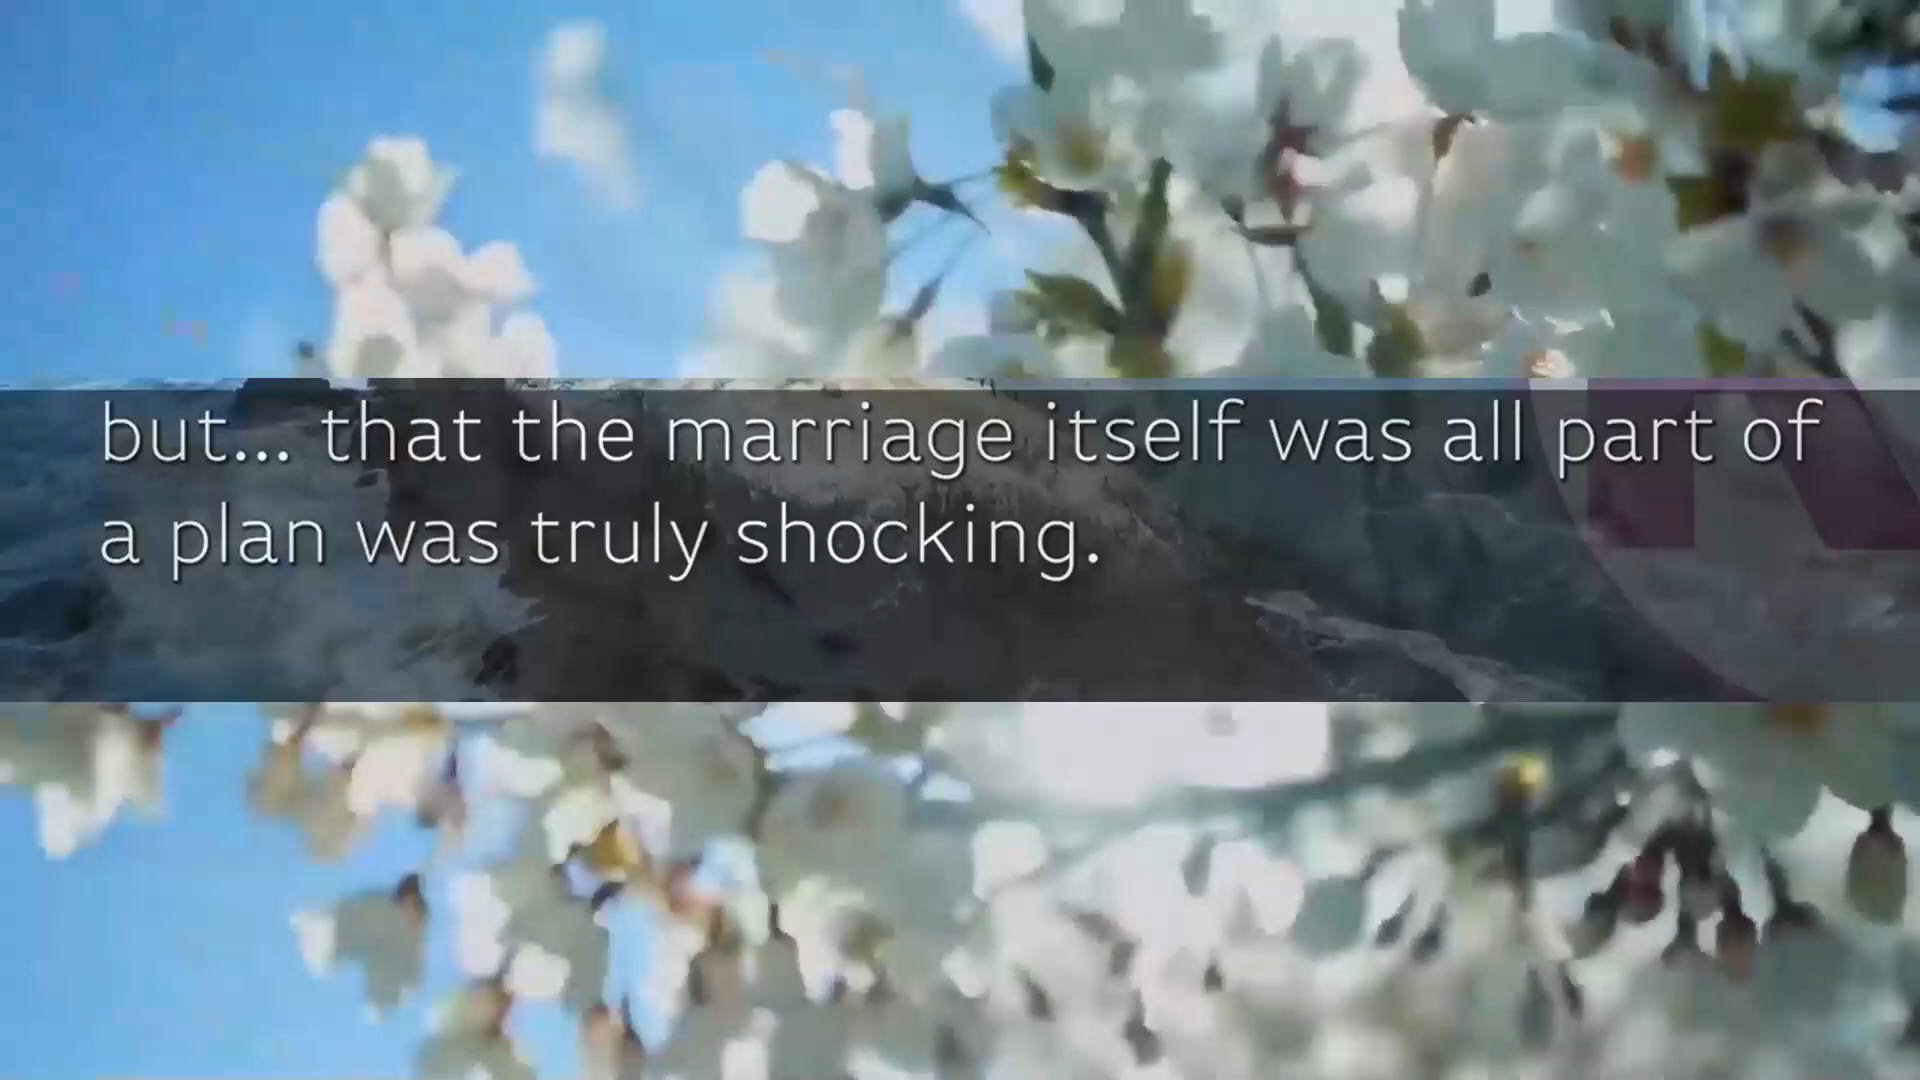 but... that the marriage itself was all part of
a plan was truly shocking.